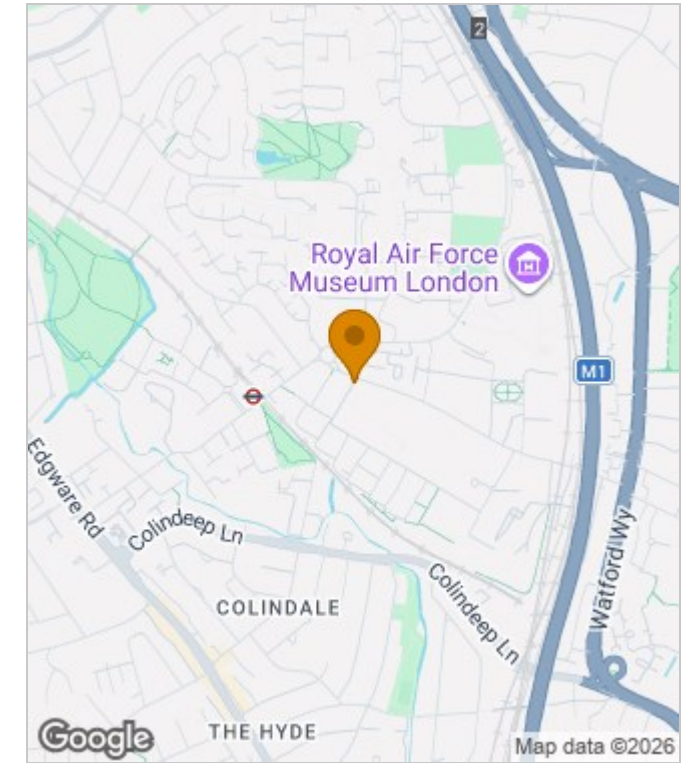 2
Royal Air Force
Museum London
M1
Edgware Rd
Colindeep Ln
Colindeep Ln
Watford Wy
COLINDALE
THE HYDE
Google
Map data ©2026